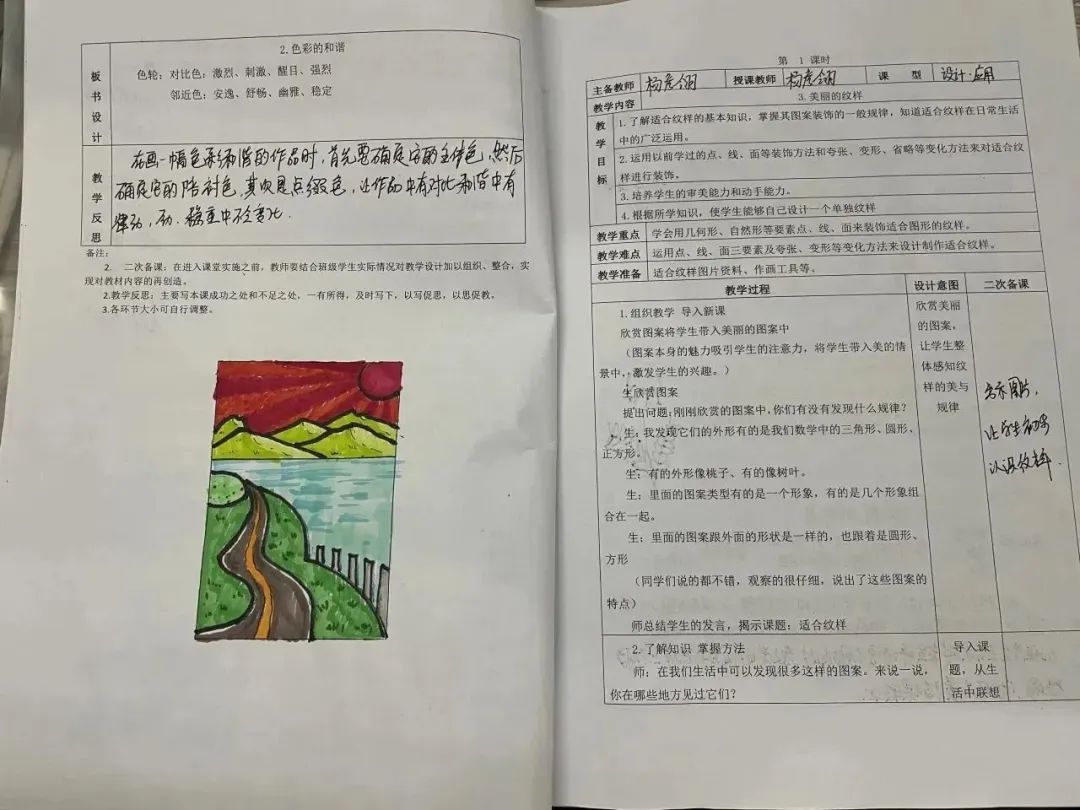 2.色彩的和谐
板书设计
色轮：对比色：激烈、刺激、醒目、强烈
邻近色：安逸、舒畅、幽雅、稳定
教学反思
在画一幅色彩和谐的作品时，首先要确定它的主体色，然后
确定它的陪衬色，其次是点缀色，让作品中有对比和谐中有
备注：
2. 二次备课：在进入课堂实施之前，教师要结合班级学生实际情况对教学设计加以组织、整合，实
现对教材内容的再创造。
2.教学反思：主要写本课成功之处和不足之处，一有所得，及时写下，以写促思，以思促教。
3.各环节大小可自行调整。
第 1 课时
主备教师 授课教师 课 型 设计·应用
教学内容 3.美丽的纹样
教学目标
1.了解适合纹样的基本知识，掌握其图案装饰的一般规律，知道适合纹样在日常生活
中的广泛运用。
2.运用以前学过的点、线、面等装饰方法和夸张、变形、省略等变化方法来对适合纹
样进行装饰。
3.培养学生的审美能力和动手能力。
4.根据所学知识，使学生能够自己设计一个单独纹样
教学重点 学会用几何形、自然形等要素点、线、面来装饰适合图形的纹样。
教学难点 运用点、线、面三要素及夸张、变形等变化方法来设计制作适合纹样。
教学准备 适合纹样图片资料、作画工具等。
教学过程 设计意图 二次备课
1.组织教学 导入新课
欣赏图案将学生带入美丽的图案中
（图案本身的魅力吸引学生的注意力，将学生带入美的情
景中，激发学生的兴趣。）
生欣赏图案
提出问题：刚刚欣赏的图案中，你们有没有发现什么规律？
生：我发现它们的外形有的是我们数学中的三角形、圆形、
正方形。
生：有的外形像桃子、有的像树叶。
生：里面的图案类型有的是一个形象，有的是几个形象组
合在一起。
生：里面的图案跟外面的形状是一样的，也跟着是圆形、
方形
（同学们说的都不错，观察的很仔细，说出了这些图案的
特点）
师总结学生的发言，揭示课题：适合纹样
欣赏美丽
的图案，
让学生整
体感知纹
样的美与
规律
图片，
让学生
认识纹样.
2.了解知识 掌握方法
师：在我们生活中可以发现很多这样的图案。来说一说，
你在哪些地方见过它们？
导入课
题，从生
活中联想